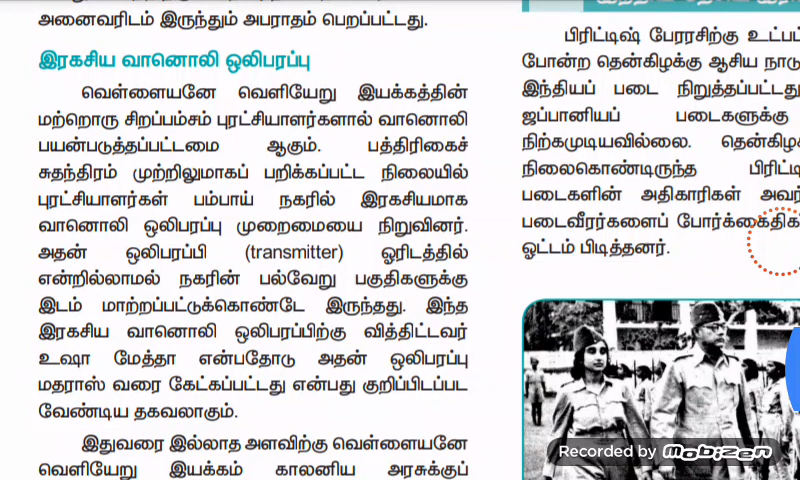 அனைவரிடம் இருந்தும் அபராதம் பெறப்பட்டது.
இரகசிய வானொலி ஒலிபரப்பு
வெள்ளையனே வெளியேறு இயக்கத்தின்
மற்றொரு சிறப்பம்சம் புரட்சியாளர்களால் வானொலி
பயன்படுத்தப்பட்டமை ஆகும். பத்திரிகைச்
சுதந்திரம் முற்றிலுமாகப் பறிக்கப்பட்ட நிலையில்
புரட்சியாளர்கள் பம்பாய் நகரில் இரகசியமாக
வானொலி ஒலிபரப்பு முறைமையை நிறுவினர்.
அதன் ஒலிபரப்பி (transmitter) ஓரிடத்தில்
என்றில்லாமல் நகரின் பல்வேறு பகுதிகளுக்கு
இடம் மாற்றப்பட்டுக்கொண்டே இருந்தது. இந்த
இரகசிய வானொலி ஒலிபரப்பிற்கு வித்திட்டவர்
உஷா மேத்தா என்பதோடு அதன் ஒலிபரப்பு
மதராஸ் வரை கேட்கப்பட்டது என்பது குறிப்பிடப்பட
வேண்டிய தகவலாகும்.
இதுவரை இல்லாத அளவிற்கு வெள்ளையனே
வெளியேறு இயக்கம் காலனிய அரசுக்குப்
பிரிட்டிஷ் பேரரசிற்கு உட்பட்
போன்ற தென்கிழக்கு ஆசிய நாடு
இந்தியப் படை நிறுத்தப்பட்டது
ஜப்பானியப் படைகளுக்கு
நிற்கமுடியவில்லை. தென்கிழ
நிலைகொண்டிருந்த பிரிட்டி
படைகளின் அதிகாரிகள் அவர்
படைவீரர்களைப் போர்க்கைதிக
ஓட்டம் பிடித்தனர்.
Recorded by Mobizen